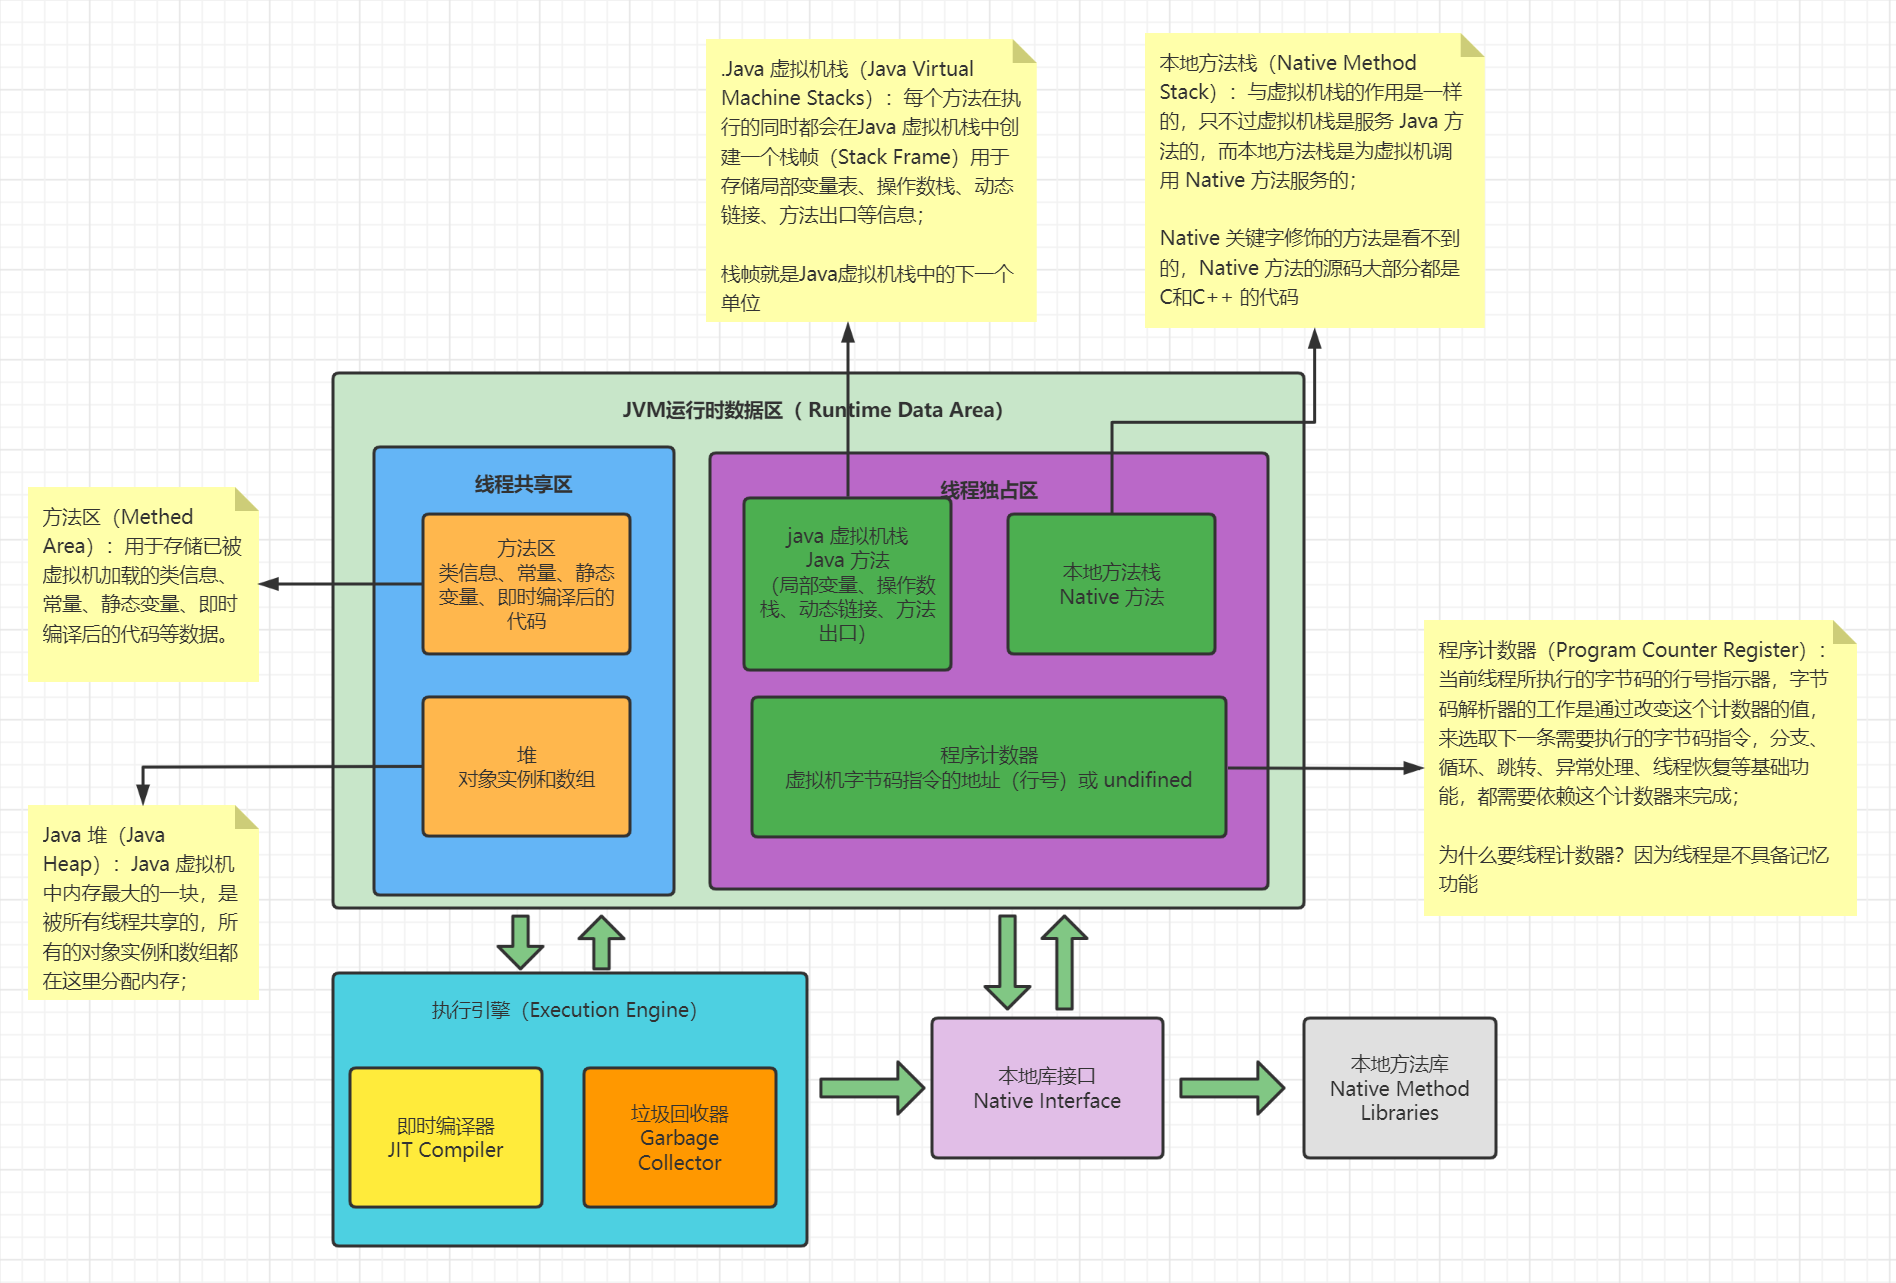 .Java 虚拟机栈（Java Virtual
Machine Stacks）：每个方法在执
行的同时都会在Java 虚拟机栈中创
建一个栈帧（Stack Frame）用于
存储局部变量表、操作数栈、动态
链接、方法出口等信息；
栈帧就是Java虚拟机栈中的下一个
单位
本地方法栈（Native Method
Stack）：与虚拟机栈的作用是一样
的，只不过虚拟机栈是服务 Java 方
法的，而本地方法栈是为虚拟机调
用 Native 方法服务的；
Native 关键字修饰的方法是看不到
的，Native 方法的源码大部分都是
C和C++ 的代码
JVM运行时数据区（ Runtime Data Area）
线程共享区
线程独占区
方法区（Methed
Area）：用于存储已被
虚拟机加载的类信息、
常量、静态变量、即时
编译后的代码等数据。
方法区
类信息、常量、静态
变量、即时编译后的
代码
java 虚拟机栈
Java 方法
（局部变量、操作数
栈、动态链接、方法
出口）
本地方法栈
Native 方法
程序计数器（Program Counter Register）：
当前线程所执行的字节码的行号指示器，字节
码解析器的工作是通过改变这个计数器的值，
来选取下一条需要执行的字节码指令，分支、
循环、跳转、异常处理、线程恢复等基础功
能，都需要依赖这个计数器来完成；
为什么要线程计数器？因为线程是不具备记忆
功能
堆
对象实例和数组
程序计数器
虚拟机字节码指令的地址（行号）或 undifined
Java 堆（Java
Heap）：Java 虚拟机
中内存最大的一块，是
被所有线程共享的，所
有的对象实例和数组都
在这里分配内存；
执行引擎（Execution Engine）
即时编译器
JIT Compiler
垃圾回收器
Garbage
Collector
本地库接口
Native Interface
本地方法库
Native Method
Libraries